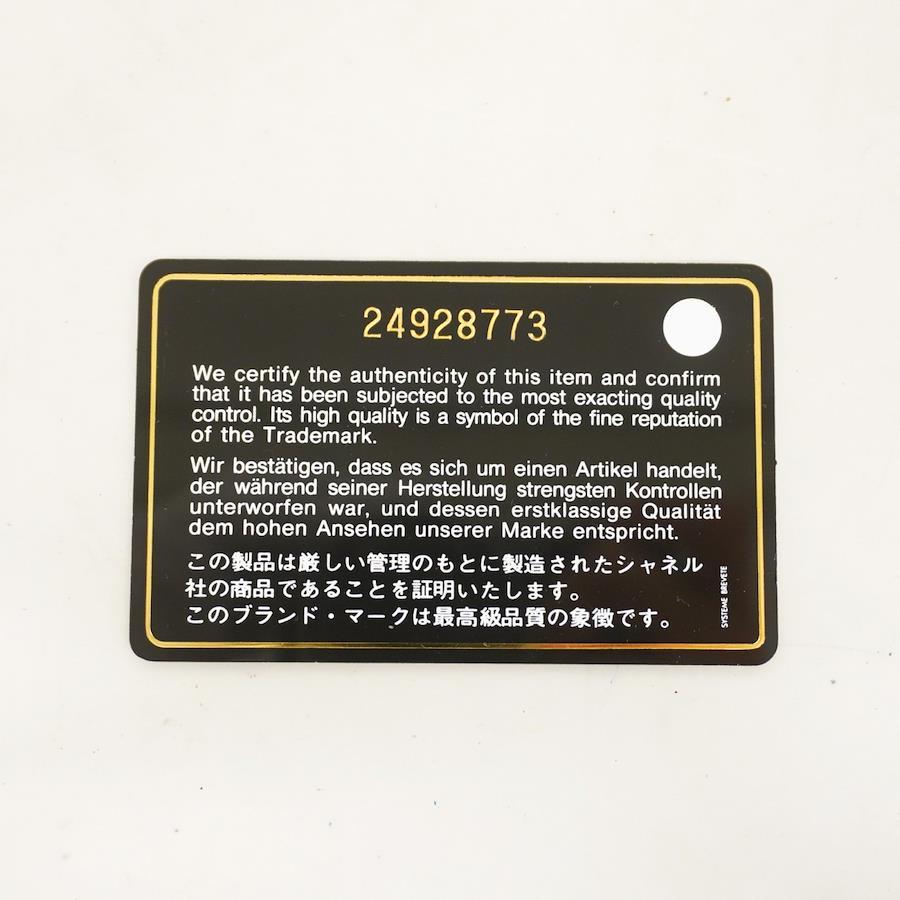 24928773
We certify the authenticity of this item and confirm
that it has been subjected to the most exacting quality
control. Its high quality is a symbol of the fine reputation
of the Trademark.
Wir bestätigen, dass es sich um einen Artikel handelt,
der während seiner Herstellung strengsten Kontrollen
unterworfen war, und dessen erstklassige Qualität
dem hohen Ansehen unserer Marke entspricht.
この製品は厳しい管理のもとに製造されたシャネル
社の商品であることを証明いたします。
このブランド・マークは最高級品質の象徴です。
SYSTEME BREVETE